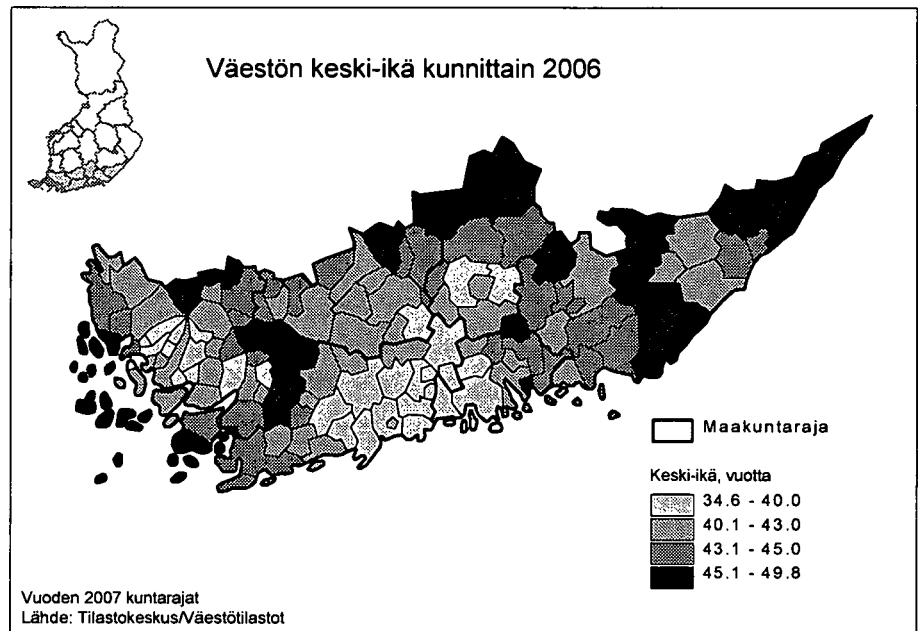 Väestön keski-ikä kunnittain 2006
Maakuntaraja
Keski-ikä, vuotta
34.6 - 40.0
40.1 - 43.0
43.1 - 45.0
45.1 - 49.8
Vuoden 2007 kuntarajat
Lähde: Tilastokeskus/Väestötilastot